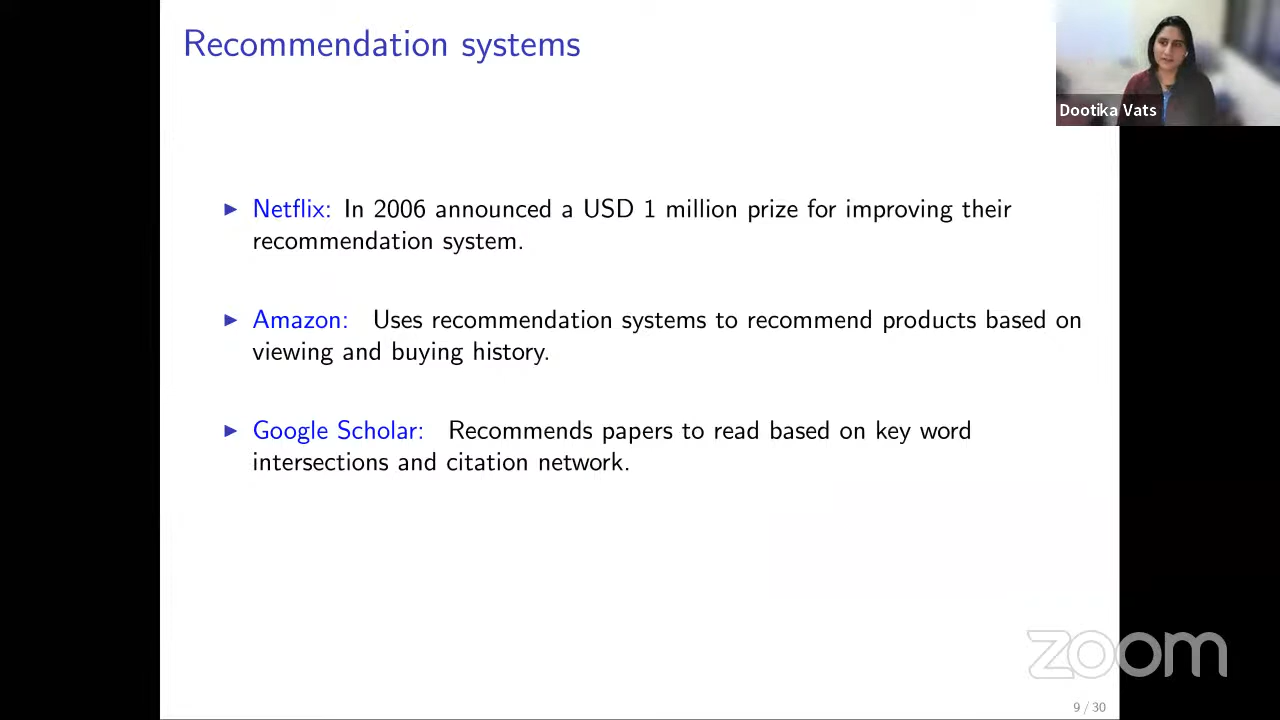 Recommendation systems
Dootika Vats
▶ Netflix: In 2006 announced a USD 1 million prize for improving their
recommendation system.
▶ Amazon: Uses recommendation systems to recommend products based on
viewing and buying history.
▶ Google Scholar: Recommends papers to read based on key word
intersections and citation network.
zoom
9 / 30